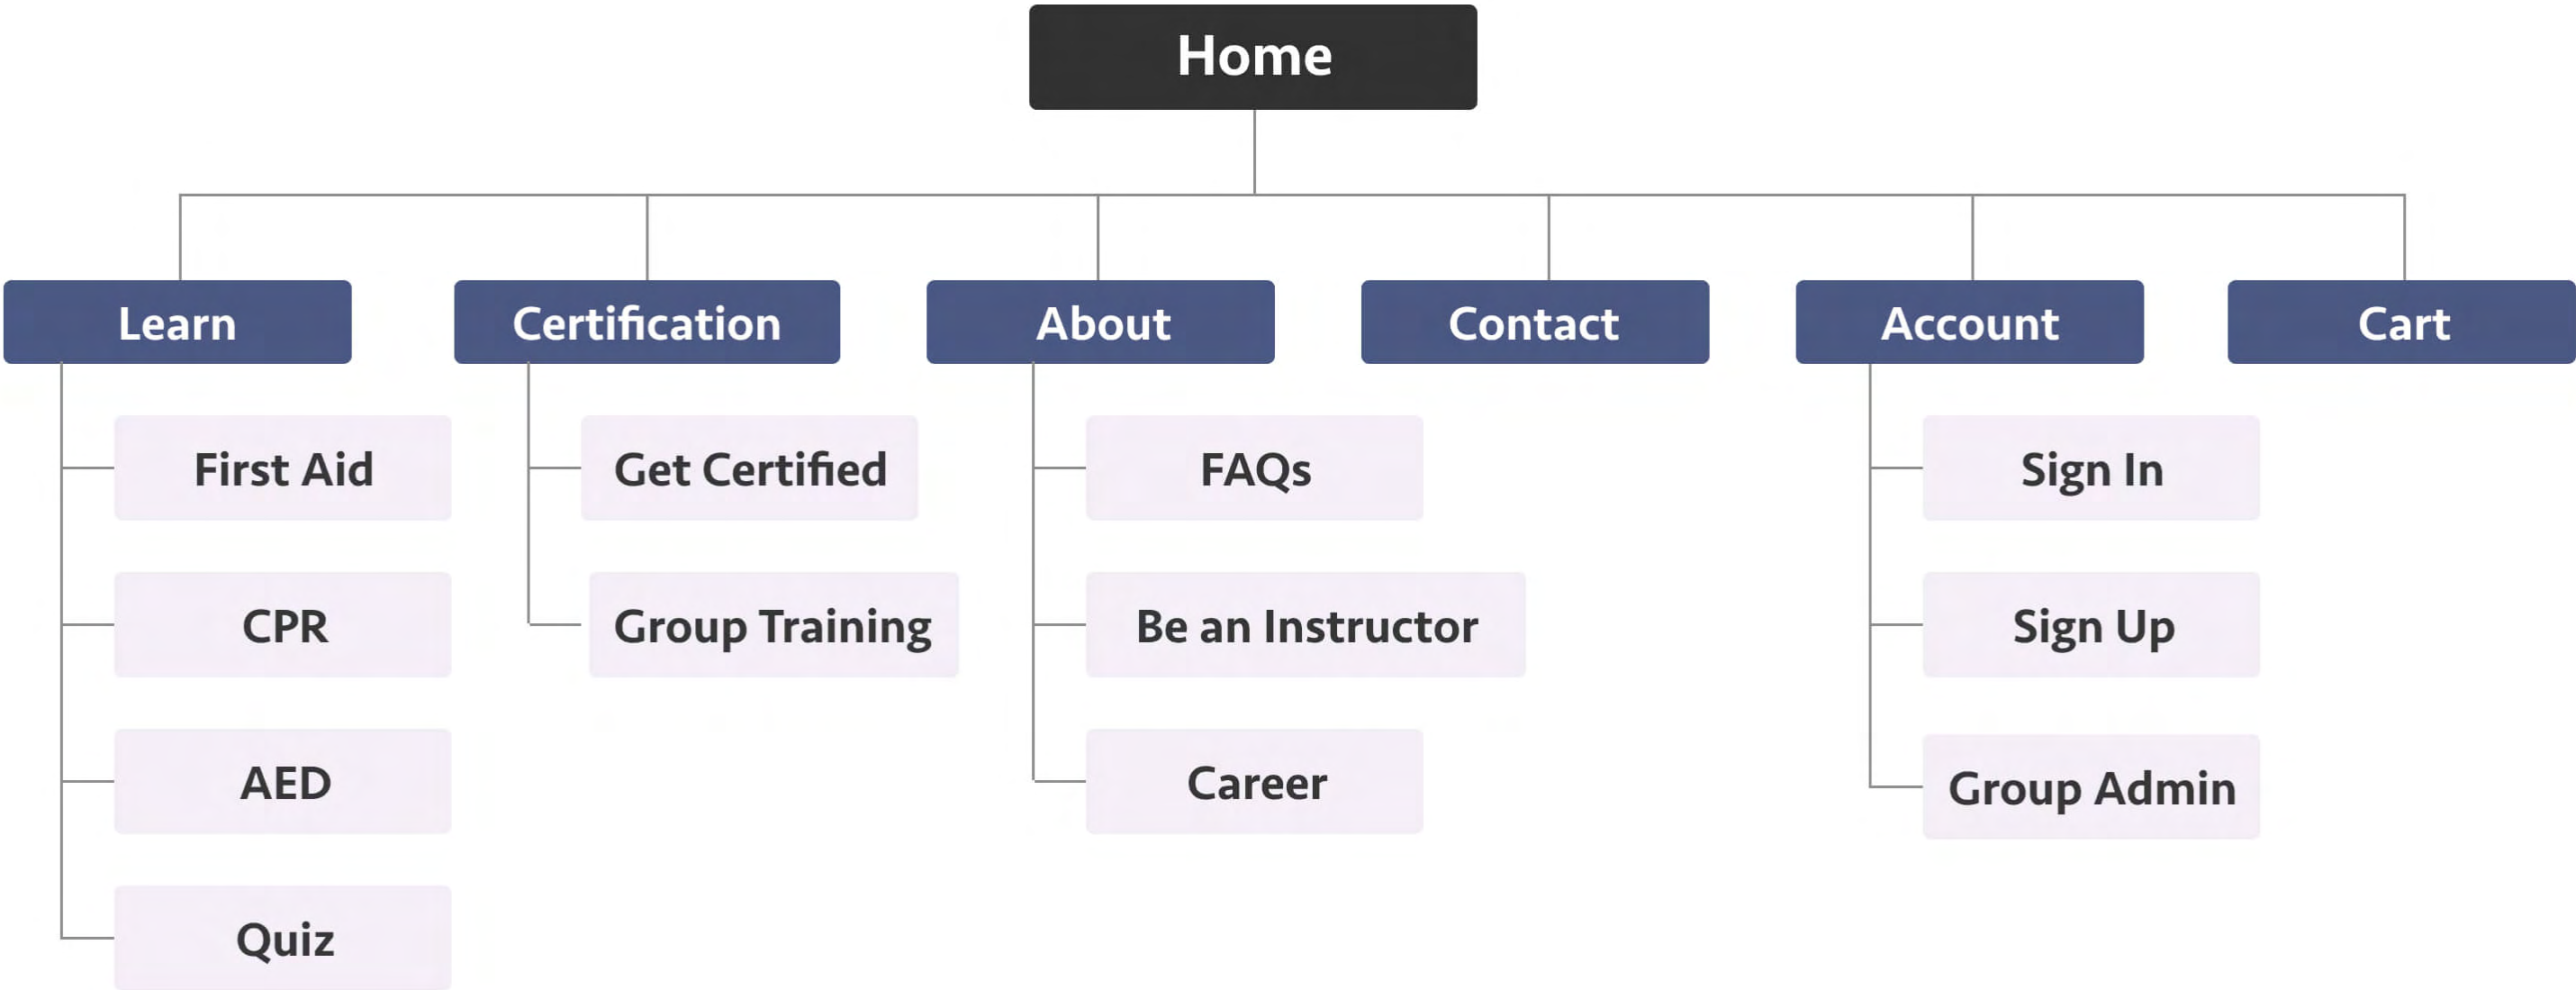 Home
Learn
Certification
About
Contact
Account
Cart
First Aid
Get Certified
FAQs
Sign In
CPR
Group Training
Be an Instructor
Sign Up
AED
Career
Group Admin
Quiz